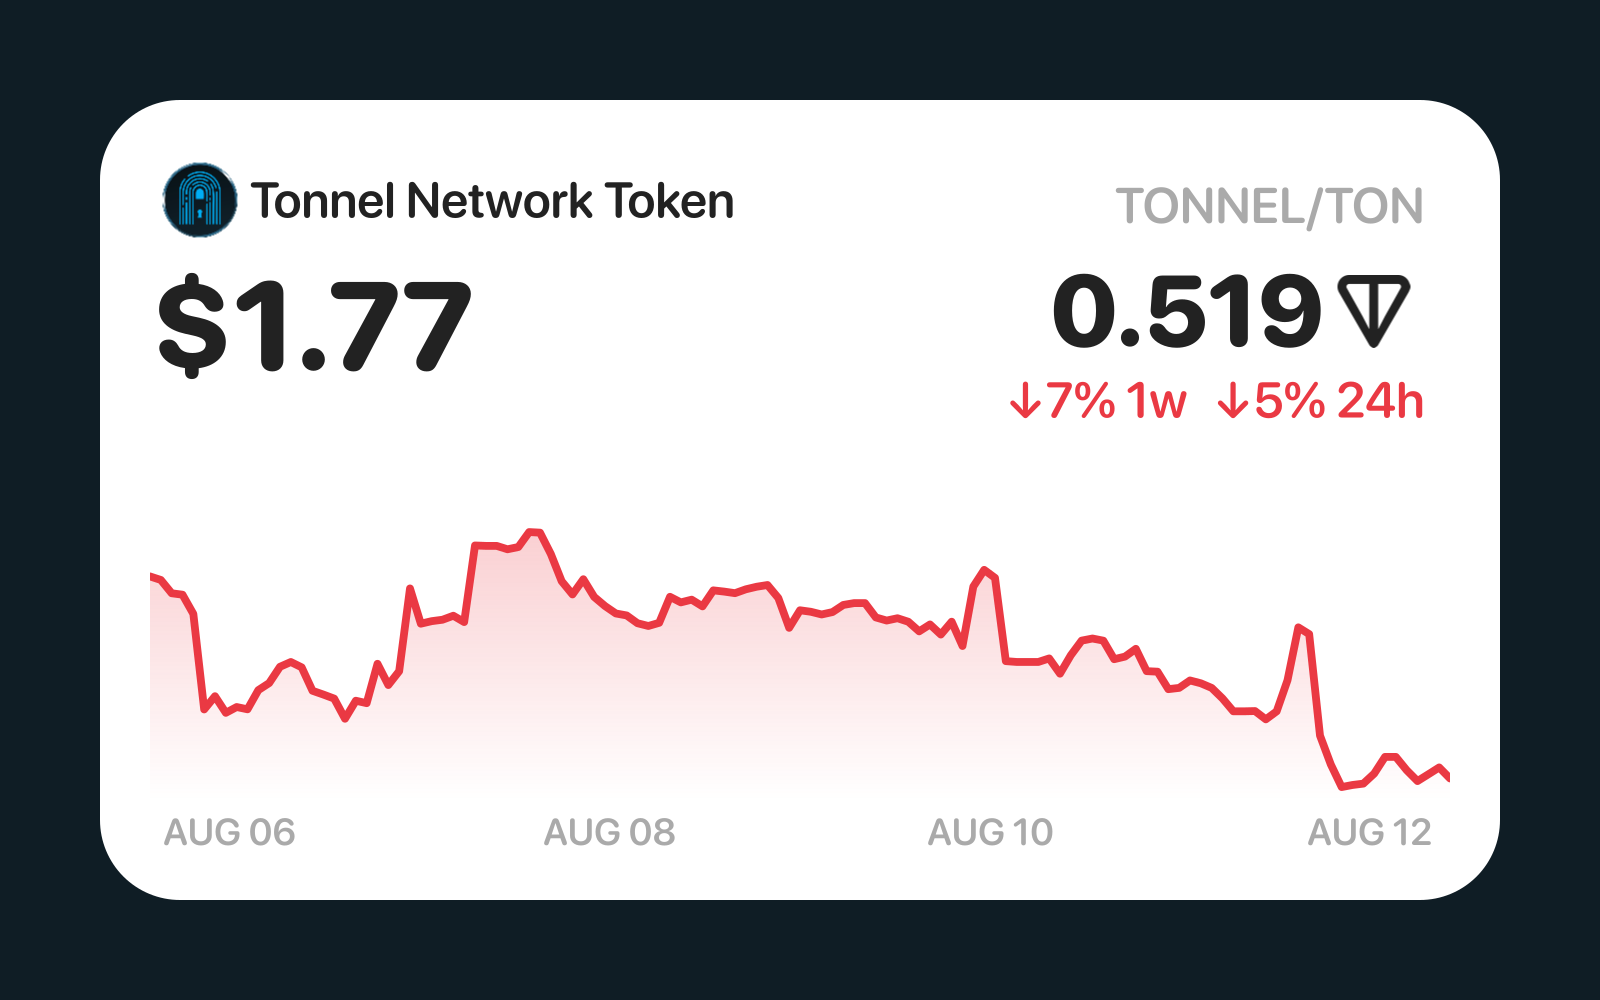 Tonnel Network Token
TONNEL/TON
$1.77
0.519
↓7% 1w ↓5% 24h
AUG 06
AUG 08
AUG 10
AUG 12